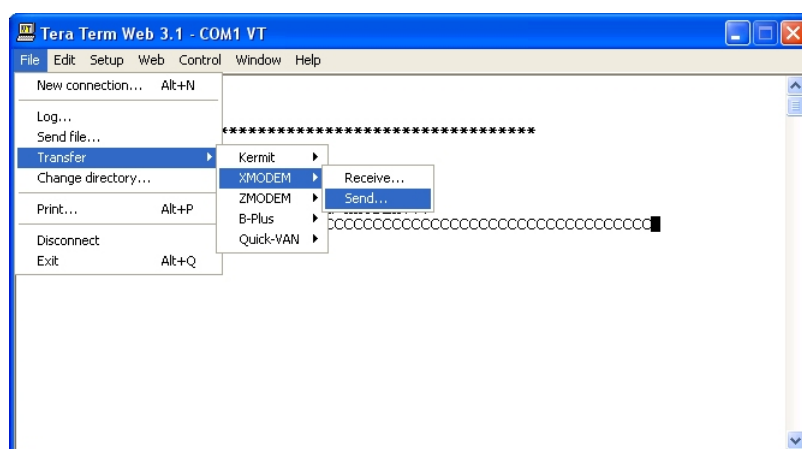 Tera Term Web 3.1 - COM1 VT
File Edit Setup Web Control Window Help
New connection... Alt+N
Log...
Send file...
Transfer
Change directory...
Print... Alt+P
Disconnect
Exit Alt+Q
Kermit
XMODEM
ZMODEM
B-Plus
Quick-VAN
Receive...
Send...